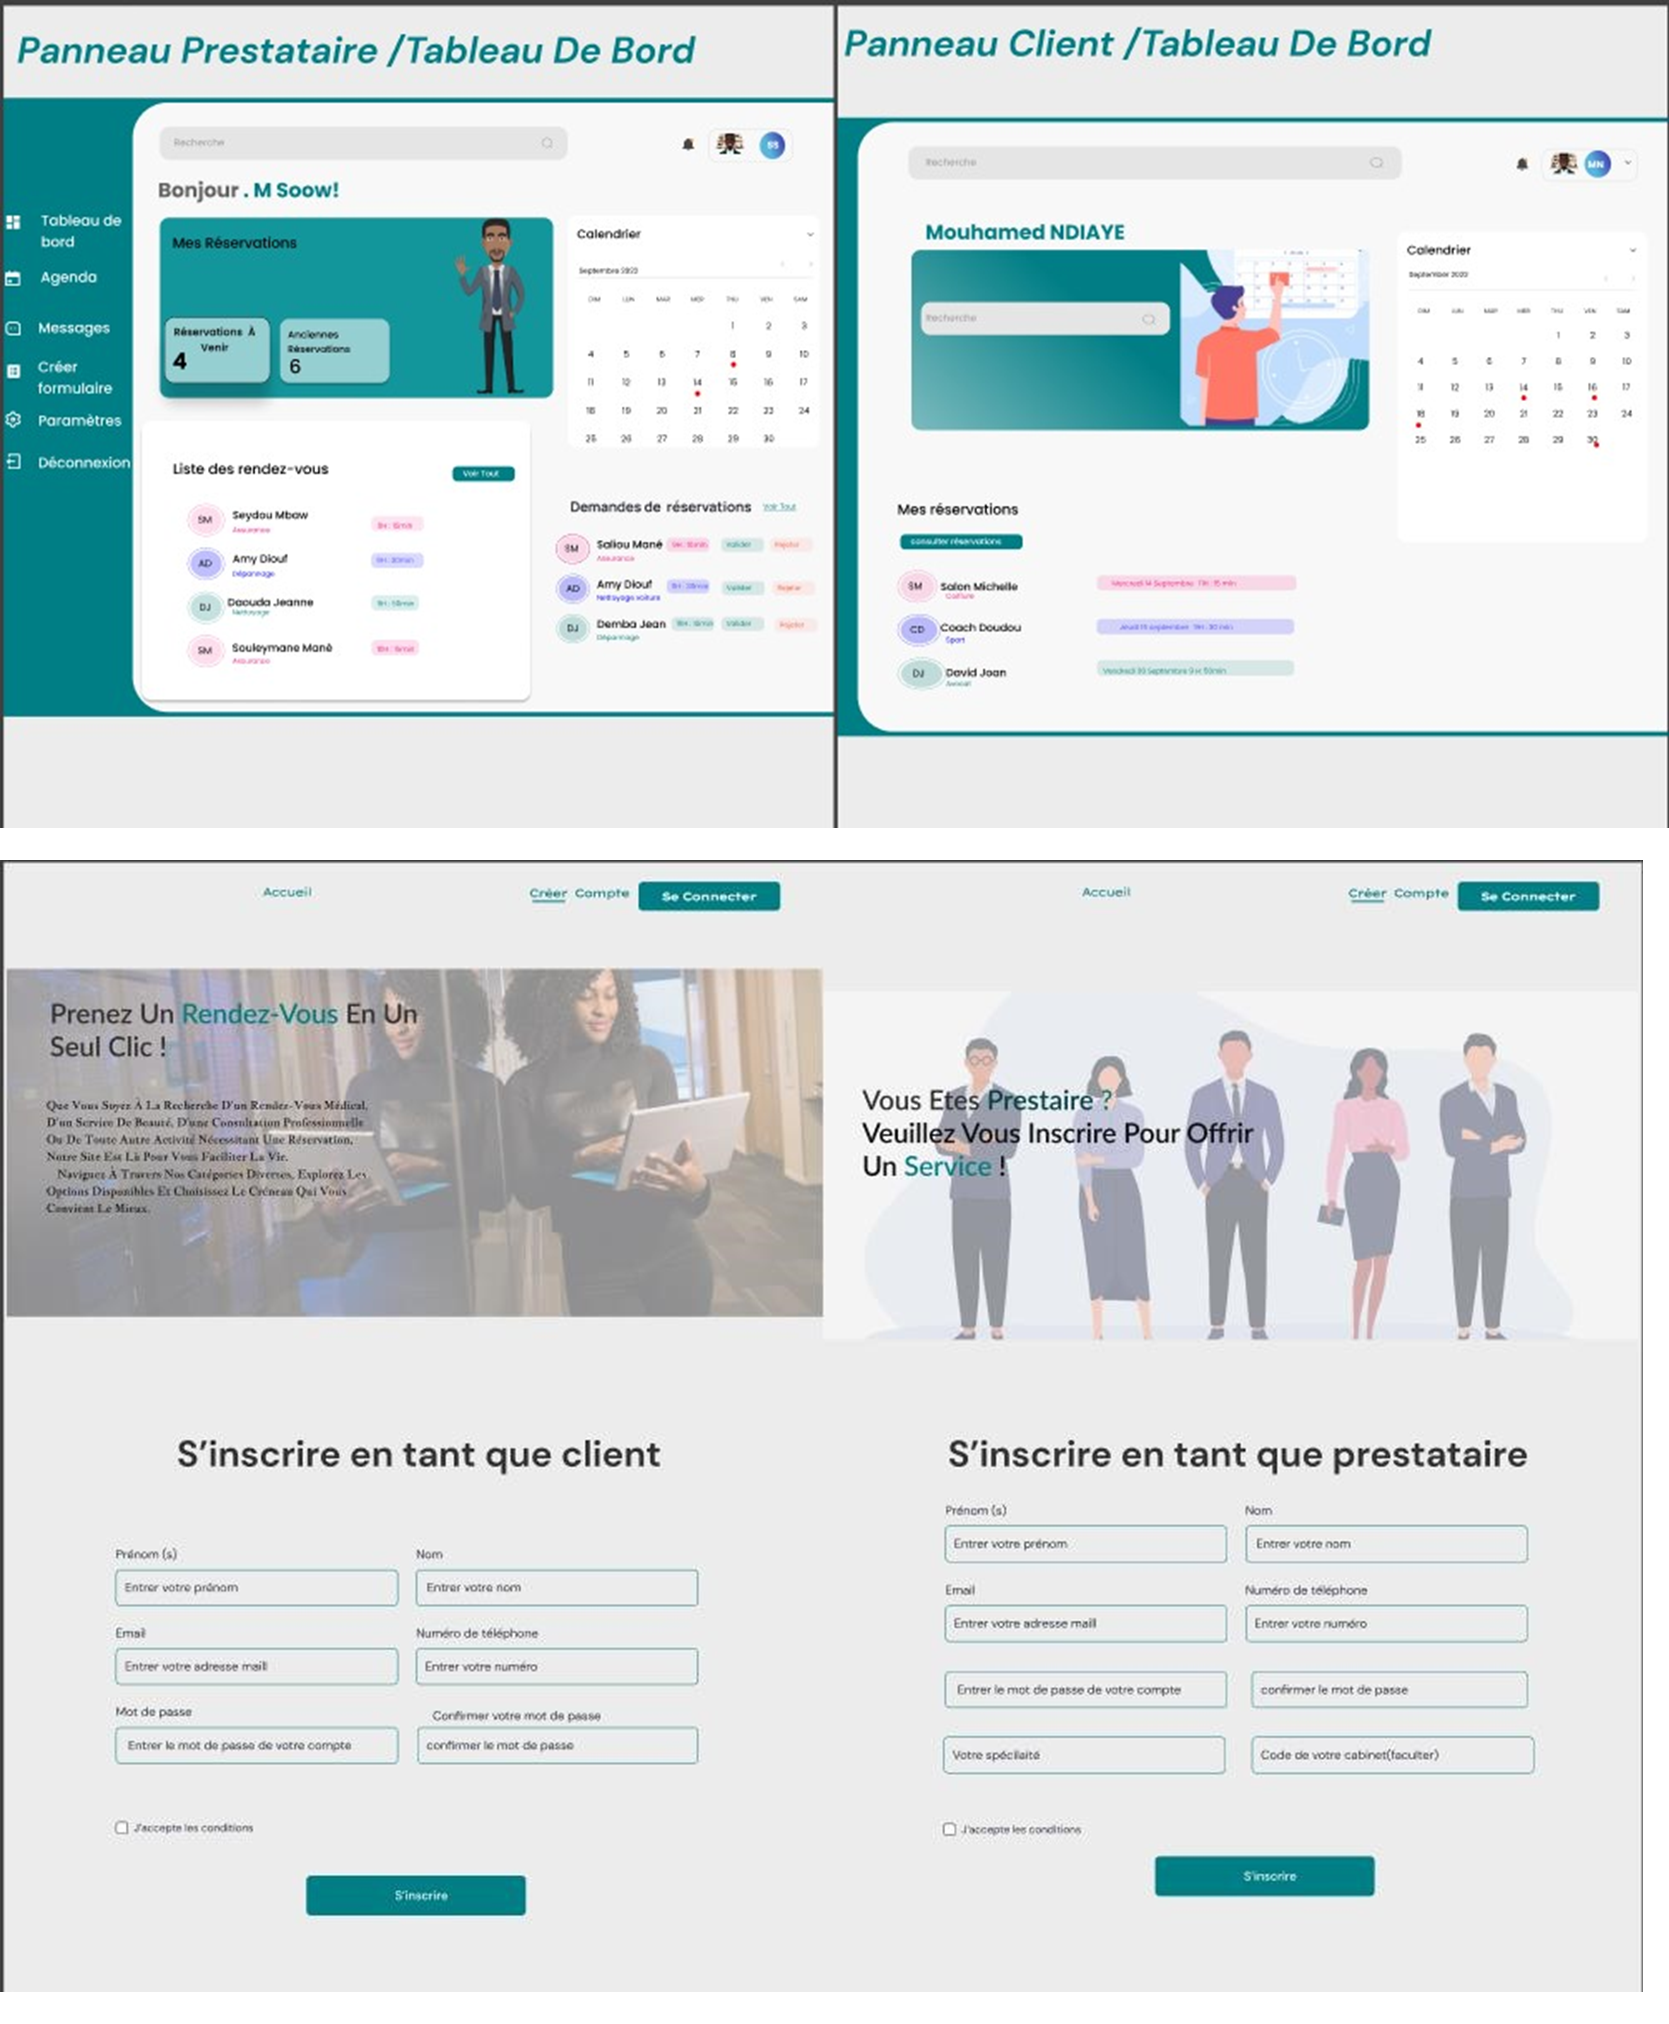 Panneau Prestataire /Tableau De Bord
Recherche
SS
Bonjour . M Soow!
Tableau de
bord
Agenda
Messages
Créer
formulaire
Paramètres
Déconnexion
Mes Réservations
Réservations À
Venir
4
Anciennes
Réservations
6
Calendrier
Septembre 2022
DIM LUN MAR MER THU VEN SAM
1 2 3
4 5 6 7 8 9 10
11 12 13 14 15 16 17
18 19 20 21 22 23 24
25 26 27 28 29 30
Liste des rendez-vous
Voir Tout
SM Seydou Mbaw
Assurance
AD Amy Diouf
Dépannage
DJ Daouda Jeanne
Nettoyage
SM Souleymane Mané
Assurance
Demandes de réservations Voir Tout
SM Saliou Mané Valider Rejeter
Assurance
AD Amy Diouf Valider Rejeter
Nettoyage voiture
DJ Demba Jean Valider Rejeter
Dépannage
Panneau Client /Tableau De Bord
Recherche
MN
Mouhamed NDIAYE
Recherche
Calendrier
September 2022
DIM LUN MAR MER THU VEN SAM
1 2 3
4 5 6 7 8 9 10
11 12 13 14 15 16 17
18 19 20 21 22 23 24
25 26 27 28 29 30
Mes réservations
consulter réservations
SM Salon Michelle Mercredi 14 Septembre 11H : 15 min
Coiffure
CD Coach Doudou
Sport
DJ David Joan Vendredi 30 Septembre 9H: 50min
Avocat
Accueil
Créer Compte
Se Connecter
Prenez Un Rendez-Vous En Un
Seul Clic !
Que Vous Soyez À La Recherche D'un Rendez-Vous Médical,
D'un Service De Beauté, D'une Consultation Professionnelle
Ou De Toute Autre Activité Nécessitant Une Réservation,
Notre Site Est Là Pour Vous Faciliter La Vie.
Naviguez À Travers Nos Catégories Diverses, Explorez Les
Options Disponibles Et Choisissez Le Créneau Qui Vous
Convient Le Mieux.
S'inscrire en tant que client
Prénom (s) Nom
Entrer votre prénom Entrer votre nom
Email Numéro de téléphone
Entrer votre adresse maill Entrer votre numéro
Mot de passe Confirmer votre mot de passe
Entrer le mot de passe de votre compte confirmer le mot de passe
J'accepte les conditions
S'inscrire
Accueil
Créer Compte
Se Connecter
Vous Etes Prestaire ?
Veuillez Vous Inscrire Pour Offrir
Un Service !
S'inscrire en tant que prestataire
Prénom (s) Nom
Entrer votre prénom Entrer votre nom
Email Numéro de téléphone
Entrer votre adresse maill Entrer votre numéro
Entrer le mot de passe de votre compte confirmer le mot de passe
Votre spécilaité Code de votre cabinet(faculter)
J'accepte les conditions
S'inscrire